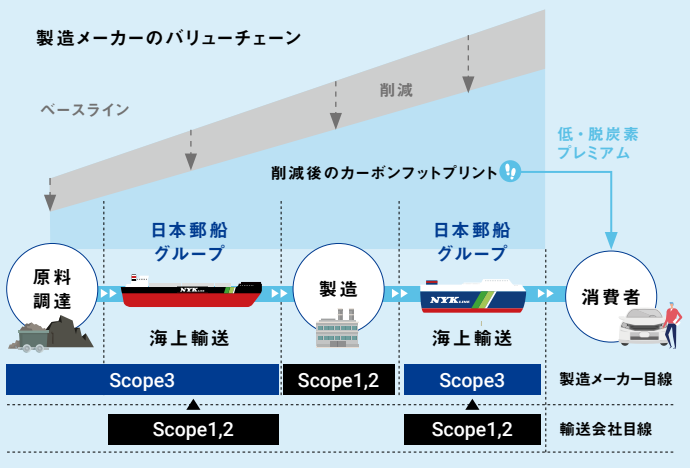 製造メーカーのバリューチェーン
ベースライン
削減
低・脱炭素
プレミアム
削減後のカーボンフットプリント
日本郵船
グループ
日本郵船
グループ
原料
調達
NYK LINE
製造
NYK LINE
消費者
海上輸送
海上輸送
Scope3
Scope1,2
Scope3
製造メーカー目線
Scope1,2
Scope1,2
輸送会社目線